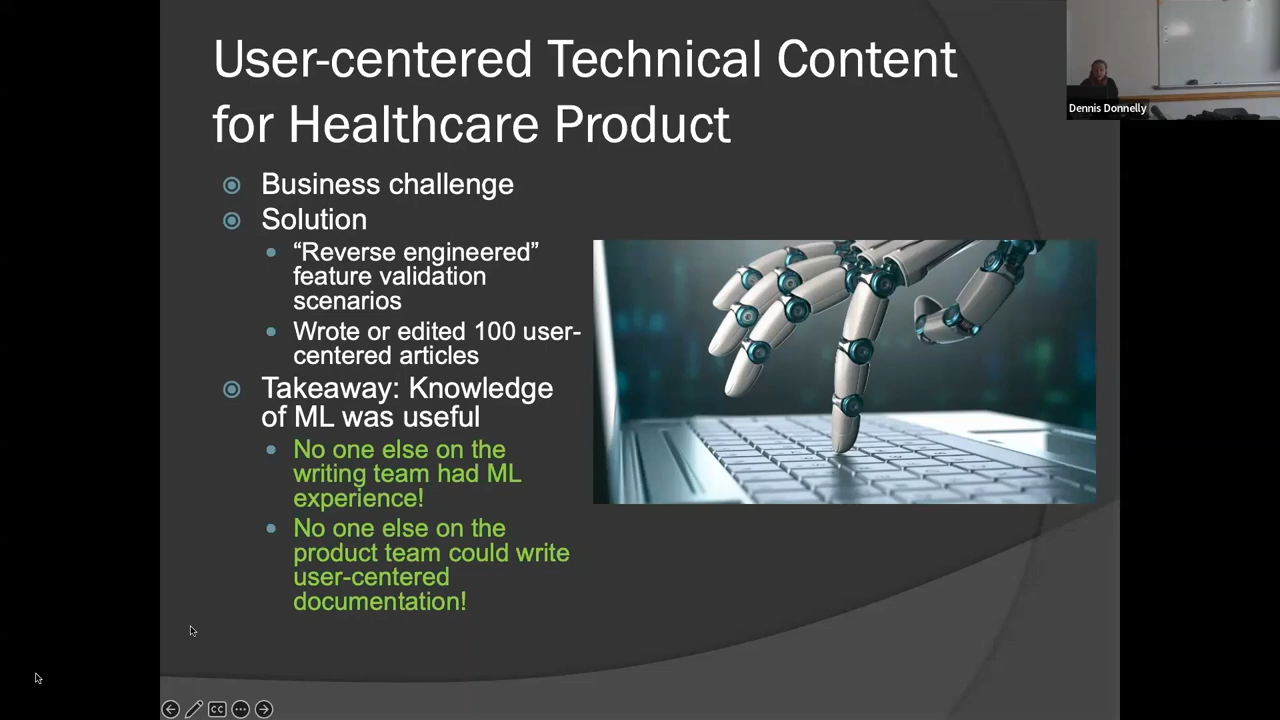 User-centered Technical Content
for Healthcare Product
Business challenge
Solution
“Reverse engineered”
feature validation
scenarios
Wrote or edited 100 user-
centered articles
Takeaway: Knowledge
of ML was useful
No one else on the
writing team had ML
experience!
No one else on the
product team could write
user-centered
documentation!
Dennis Donnelly
CC